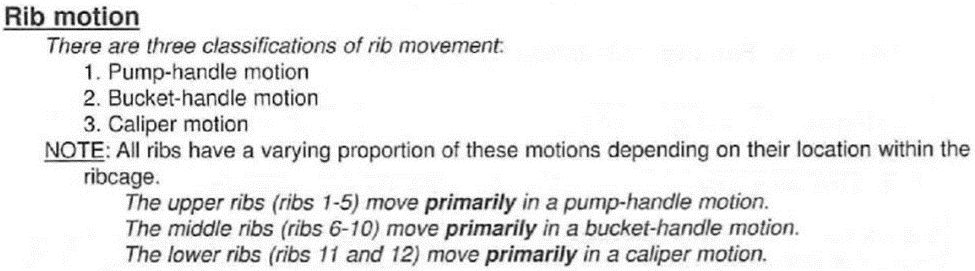 Rib motion
There are three classifications of rib movement:
1. Pump-handle motion
2. Bucket-handle motion
3. Caliper motion
NOTE: All ribs have a varying proportion of these motions depending on their location within the
ribcage.
The upper ribs (ribs 1-5) move primarily in a pump-handle motion.
The middle ribs (ribs 6-10) move primarily in a bucket-handle motion.
The lower ribs (ribs 11 and 12) move primarily in a caliper motion.